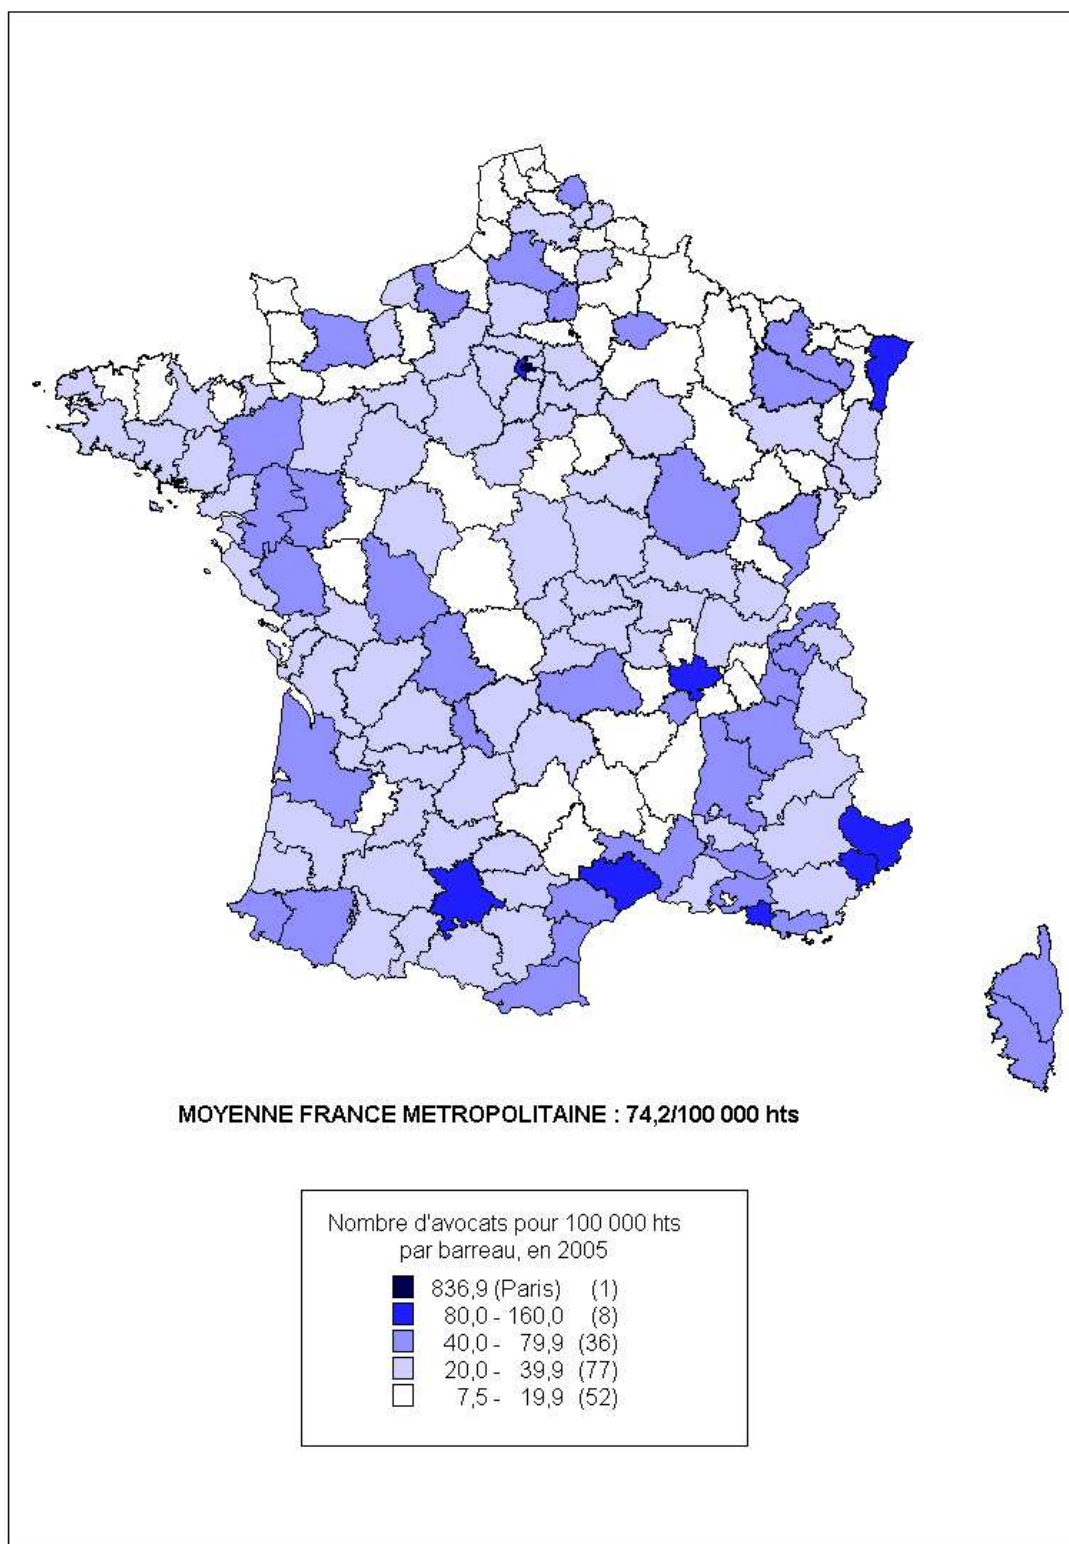 MOYENNE FRANCE METROPOLITAINE : 74,2/100 000 hts
Nombre d'avocats pour 100 000 hts
par barreau, en 2005
836,9 (Paris) (1)
80,0 - 160,0 (8)
40,0 - 79,9 (36)
20,0 - 39,9 (77)
7,5 - 19,9 (52)